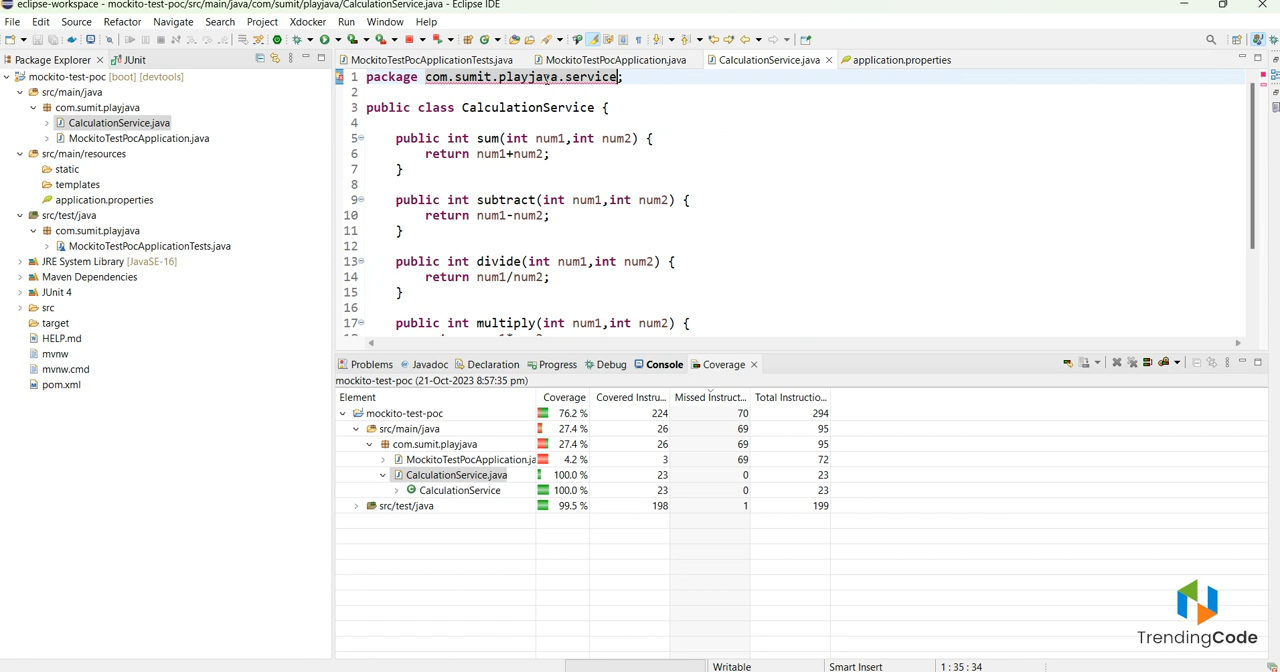 eclipse-workspace - mockito-test-poc/src/main/java/com/sumit/playjava/CalculationService.java - Eclipse IDE
File Edit Source Refactor Navigate Search Project Xdocker Run Window Help
Package Explorer JUnit
mockito-test-poc [boot] [devtools]
src/main/java
com.sumit.playjava
CalculationService.java
MockitoTestPocApplication.java
src/main/resources
static
templates
application.properties
src/test/java
com.sumit.playjava
MockitoTestPocApplicationTests.java
JRE System Library [JavaSE-16]
Maven Dependencies
JUnit 4
src
target
HELP.md
mvnw
mvnw.cmd
pom.xml
MockitoTestPocApplicationTests.java MockitoTestPocApplication.java CalculationService.java application.properties
1 package com.sumit.playjava.service;
2
3 public class CalculationService {
4
5 public int sum(int num1,int num2) {
6 return num1+num2;
7 }
8
9 public int subtract(int num1,int num2) {
10 return num1-num2;
11 }
12
13 public int divide(int num1,int num2) {
14 return num1/num2;
15 }
16
17 public int multiply(int num1,int num2) {
Problems Javadoc Declaration Progress Debug Console Coverage
mockito-test-poc (21-Oct-2023 8:57:35 pm)
Element Coverage Covered Instru... Missed Instruct... Total Instructio...
mockito-test-poc 76.2 % 224 70 294
src/main/java 27.4 % 26 69 95
com.sumit.playjava 27.4 % 26 69 95
MockitoTestPocApplication.ja 4.2 % 3 69 72
CalculationService.java 100.0 % 23 0 23
CalculationService 100.0 % 23 0 23
src/test/java 99.5 % 198 1 199
TrendingCode
Writable Smart Insert 1 : 35 : 34